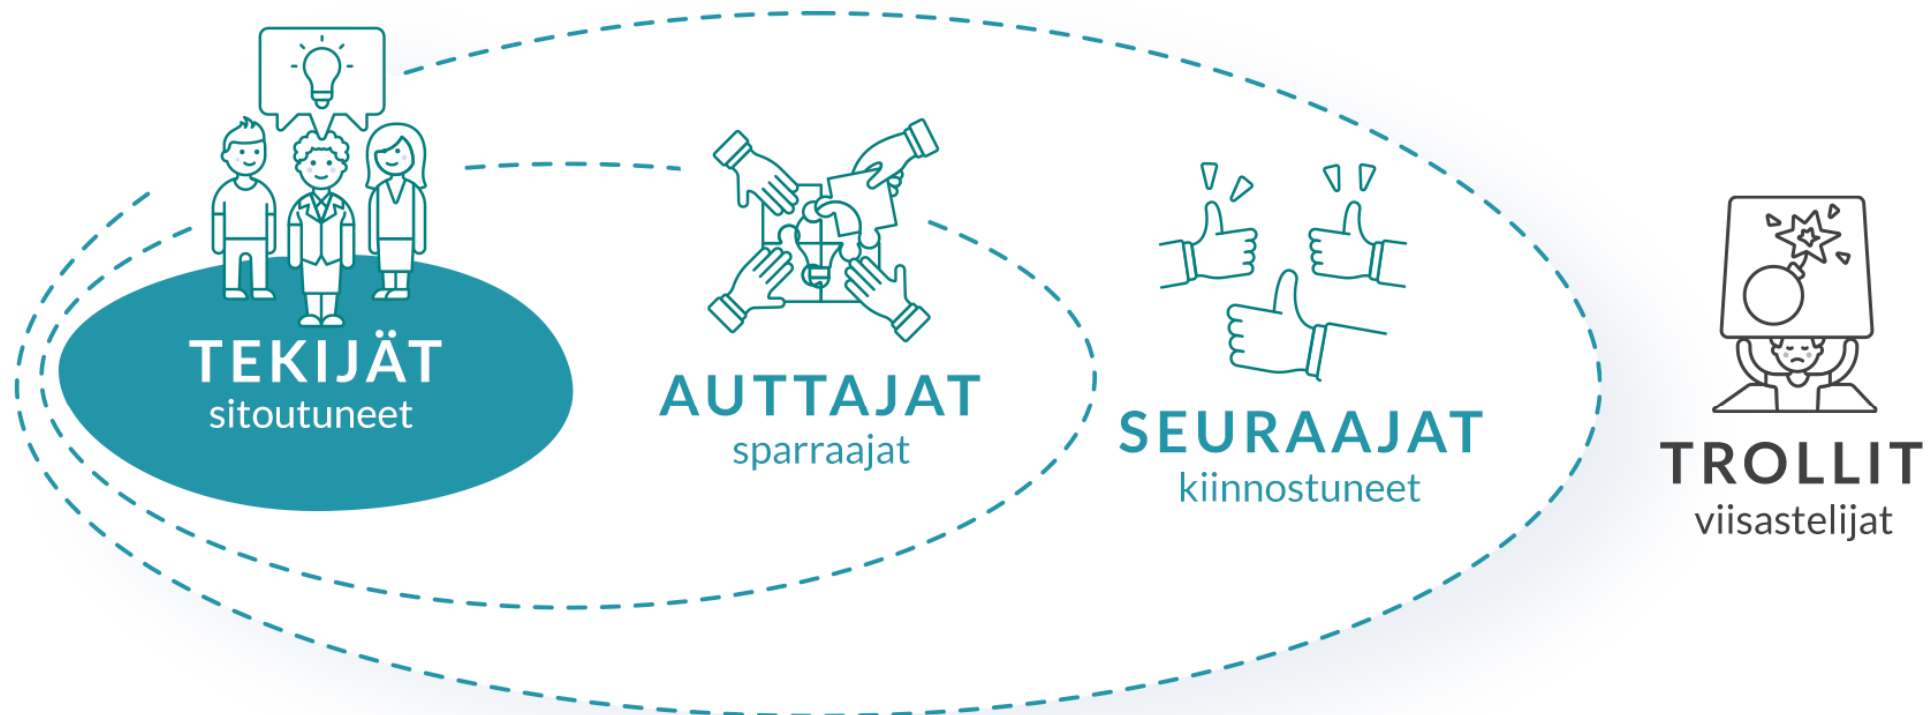 TEKIJÄT
sitoutuneet
AUTTAJAT
sparraajat
SEURAAJAT
kiinnostuneet
TROLLIT
viisastelijat